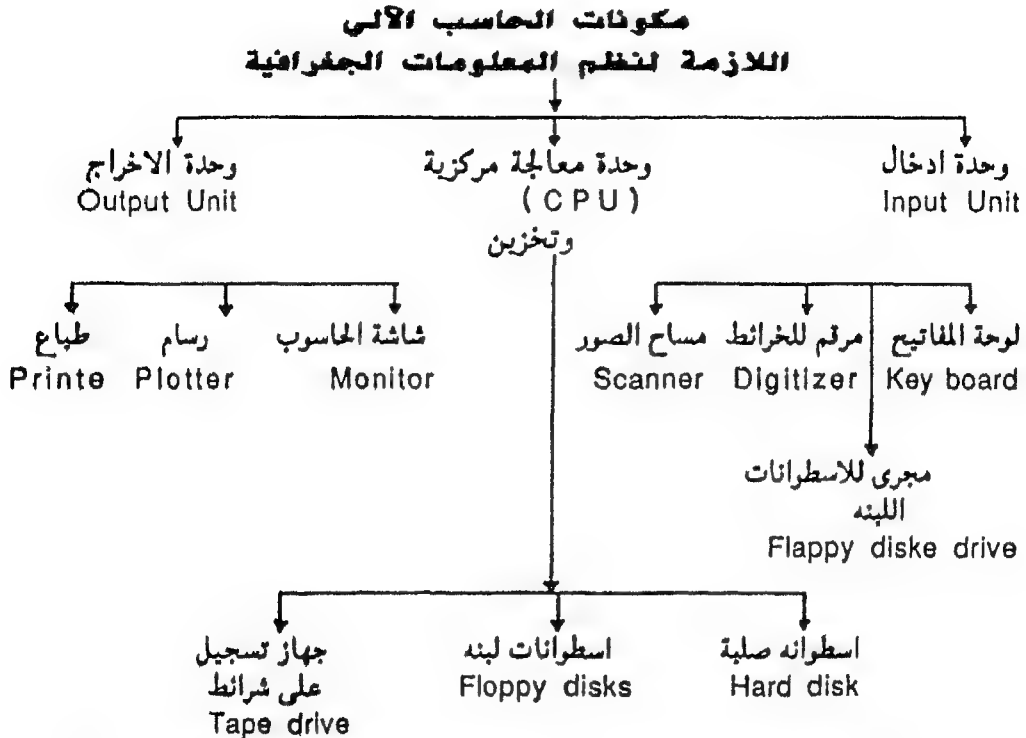 مكونات الحاسب الآلي
اللازمة لنظم المعلومات الجغرافية
وحدة ادخال
Input Unit
وحدة معالجة مركزية
(CPU)
وتخزين
وحدة الاخراج
Output Unit
لوحة المفاتيح
Key board
مرقم للخرائط
Digitizer
مساح الصور
Scanner
مجرى للاسطرانات
اللبنه
Flappy diske drive
شاشة الحاسوب
Monitor
رسام
Plotter
طباع
Printe
اسطوانه صلبة
Hard disk
اسطوانات لبنه
Floppy disks
جهاز تسجيل
على شرائط
Tape drive